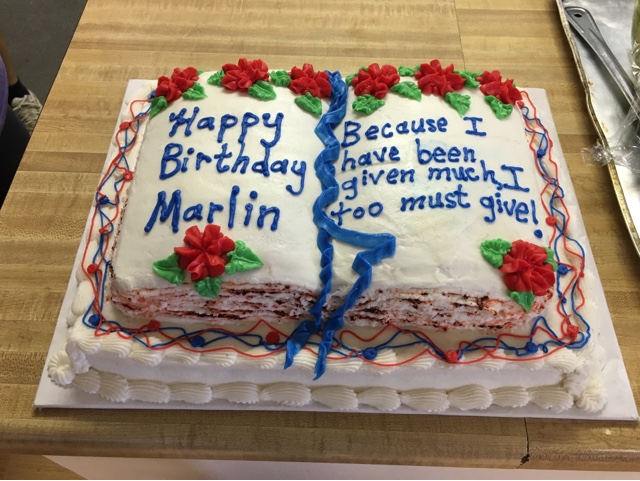 Happy
Birthday
Marlin
Because I
have been
given much, I
too must give!